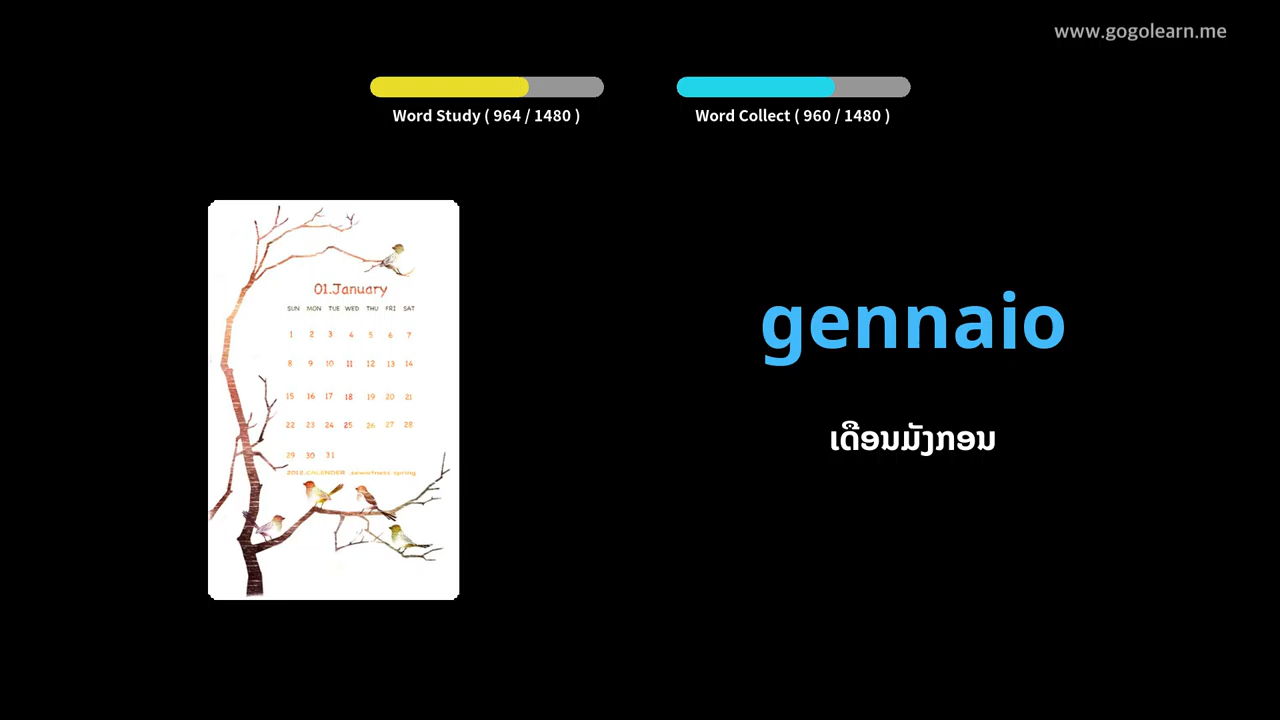 www.gogolearn.me
Word Study ( 964 / 1480 )
Word Collect ( 960 / 1480 )
01.January
SUN MON TUE WED THU FRI SAT
1 2 3 4 5 6 7
8 9 10 11 12 13 14
15 16 17 18 19 20 21
22 23 24 25 26 27 28
29 30 31
2012.CALENDER spring
gennaio
ເດືອນມັງກອນ